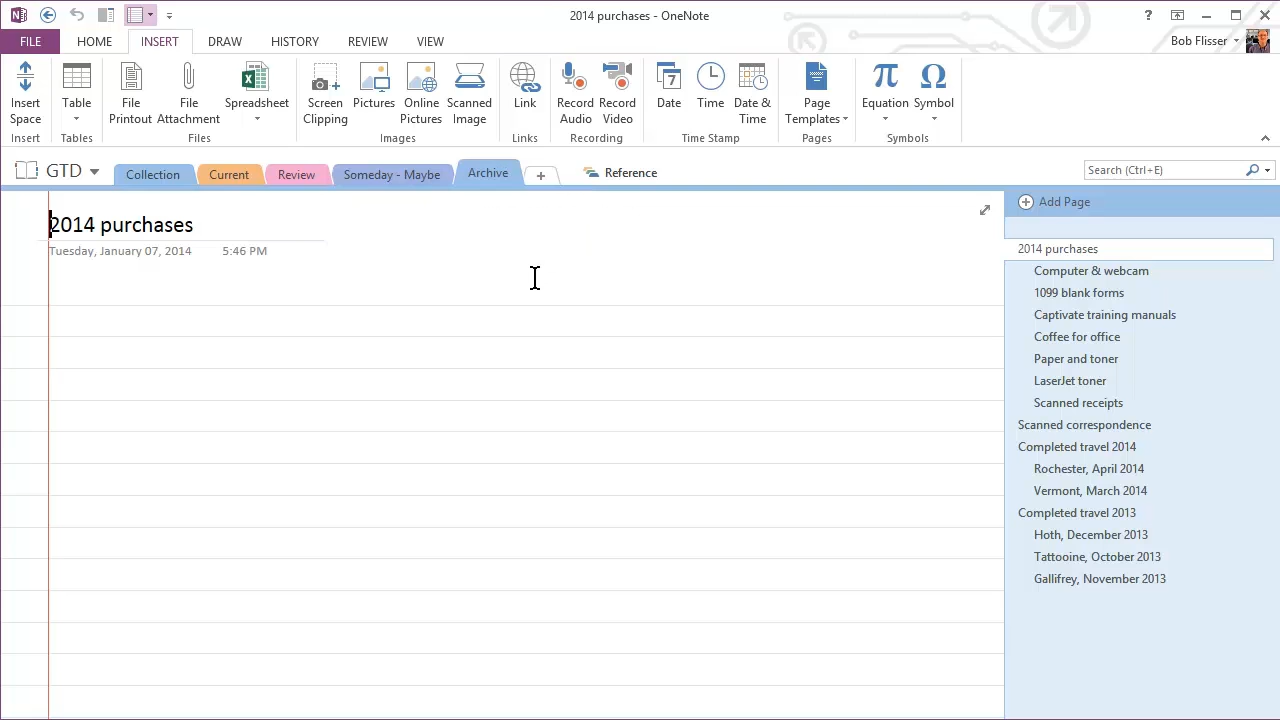 2014 purchases - OneNote
?
FILE HOME INSERT DRAW HISTORY REVIEW VIEW
Bob Flisser
Insert Space
Table
File Printout
File Attachment
Spreadsheet
Screen Clipping
Pictures
Online Pictures
Scanned Image
Link
Record Audio
Record Video
7
Date
Time
Date & Time
Page Templates
π
Equation
Ω
Symbol
Insert Tables Files Images Links Recording Time Stamp Pages Symbols
GTD Collection Current Review Someday - Maybe Archive + Reference
Search (Ctrl+E)
2014 purchases
Tuesday, January 07, 2014 5:46 PM
Add Page
2014 purchases
Computer & webcam
1099 blank forms
Captivate training manuals
Coffee for office
Paper and toner
LaserJet toner
Scanned receipts
Scanned correspondence
Completed travel 2014
Rochester, April 2014
Vermont, March 2014
Completed travel 2013
Hoth, December 2013
Tattooine, October 2013
Gallifrey, November 2013